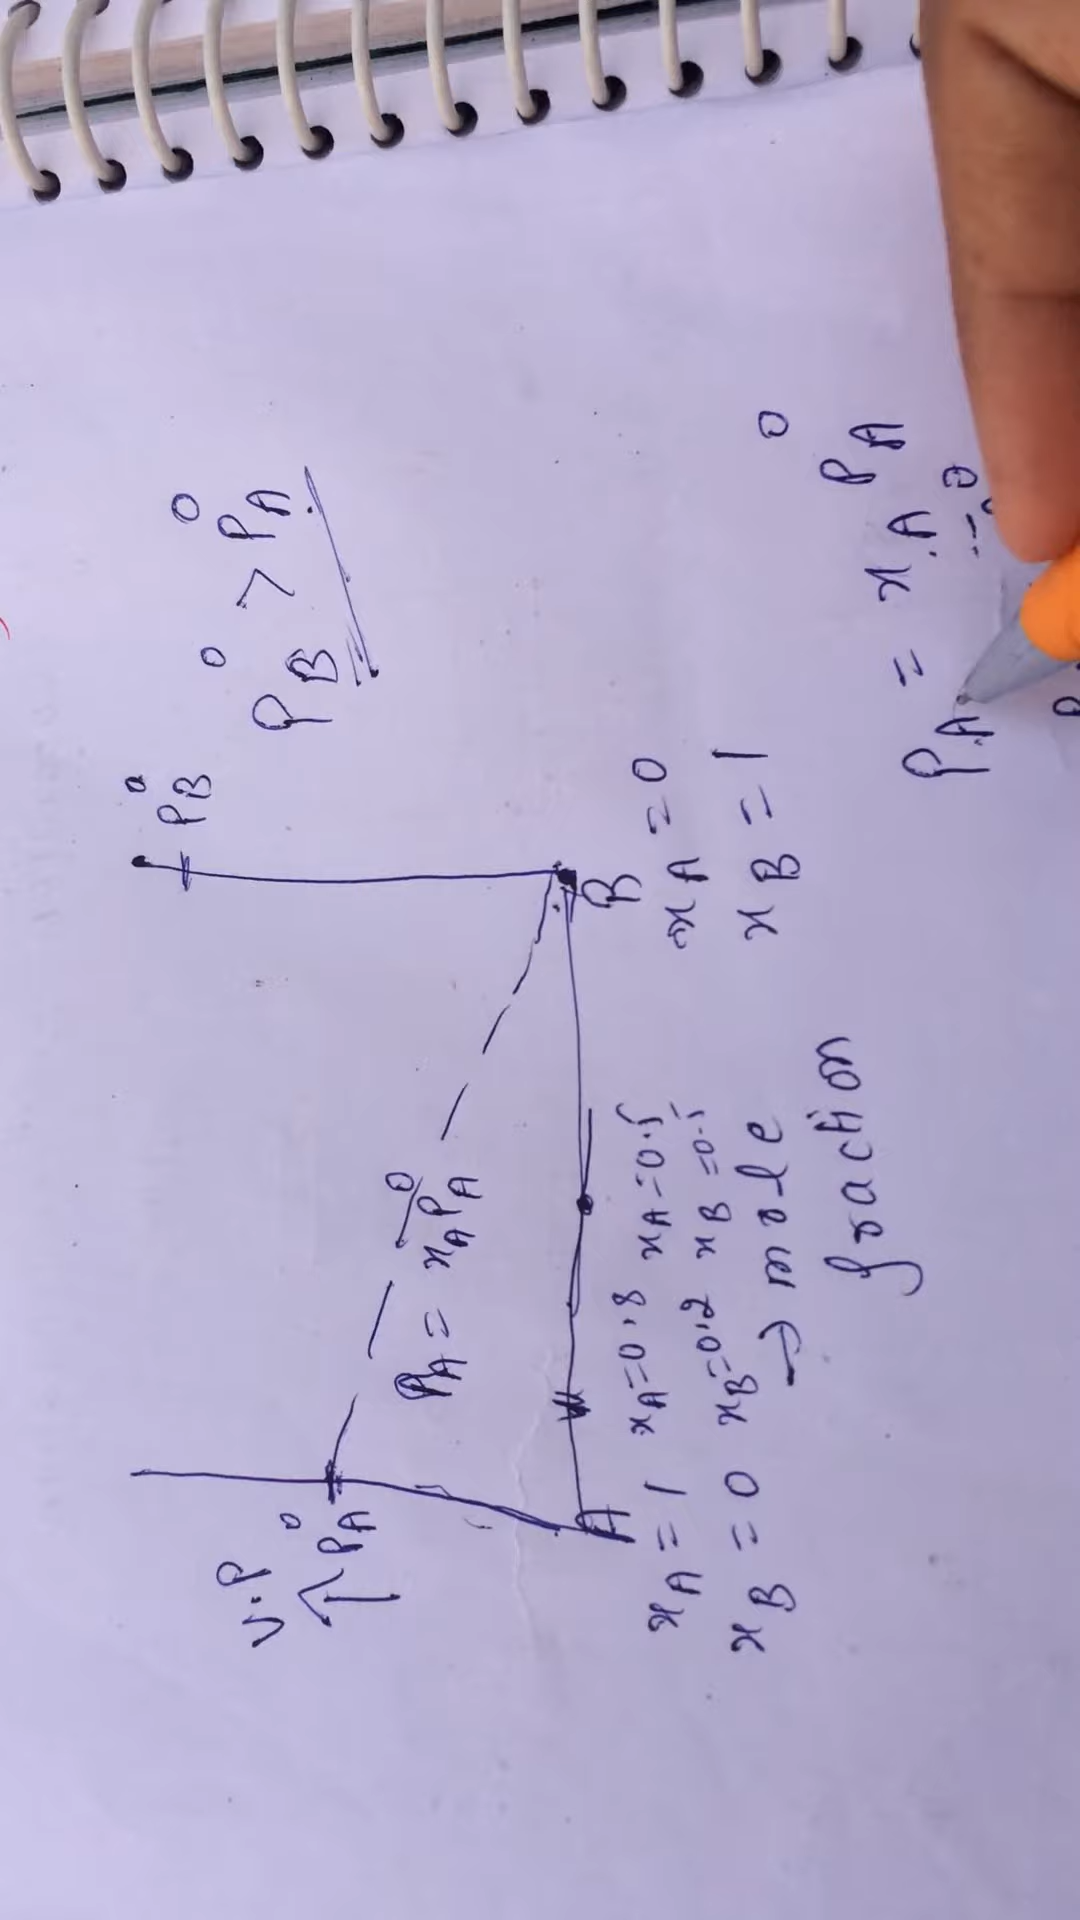 P°B > P°A
V.P
P°A
P°B
PA = xA P°A
A
B
xA = 1
xA = 0.8
xA = 0.5
xA = 0
xB = 0
xB = 0.2
xB = 0.5
xB = 1
→ mole
fraction
PA = xA P°A